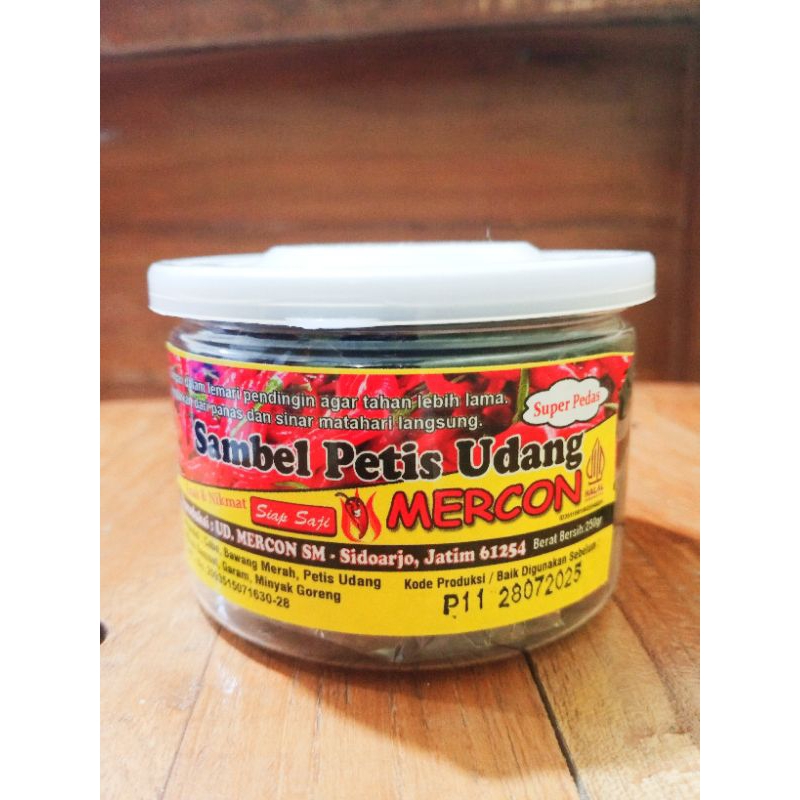 dalam lemari pendingin agar tahan lebih lama.
dari panas dan sinar matahari langsung.
Super Pedas
Sambel Petis Udang
& Nikmat
Siap Saji
MERCON
HALAL
: UD. MERCON SM - Sidoarjo, Jatim 61254
Berat Bersih.250gr
Bawang Merah, Petis Udang
Garam, Minyak Goreng
Kode Produksi / Baik Digunakan Sebelum
P11 28072025